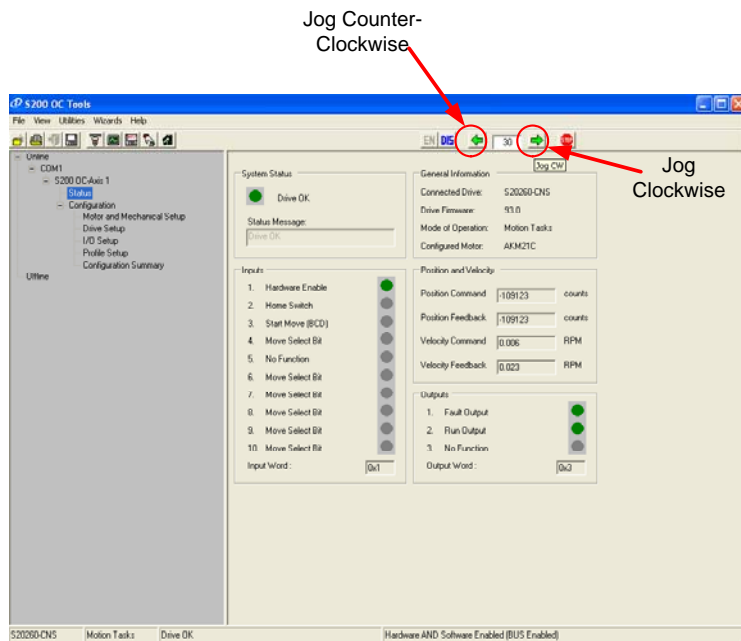 Jog Counter-
Clockwise
S200 OC Tools
File View Utilities Wizards Help
EN DIS 30 STOP
Jog CW
Jog
Clockwise
Online
COM1
S200 OC-Axis 1
Status
Configuration
Motor and Mechanical Setup
Drive Setup
I/O Setup
Profile Setup
Configuration Summary
Offline
System Status
Drive OK
Status Message:
Drive OK
General Information
Connected Drive: S20260-CNS
Drive Firmware: 93.0
Mode of Operation: Motion Tasks
Configured Motor: AKM21C
Inputs
1. Hardware Enable
2. Home Switch
3. Start Move (BCD)
4. Move Select Bit
5. No Function
6. Move Select Bit
7. Move Select Bit
8. Move Select Bit
9. Move Select Bit
10. Move Select Bit
Input Word: 0x1
Position and Velocity
Position Command -109123 counts
Position Feedback -109123 counts
Velocity Command 0.006 RPM
Velocity Feedback 0.023 RPM
Outputs
1. Fault Output
2. Run Output
3. No Function
Output Word: 0x3
S20260-CNS Motion Tasks Drive OK Hardware AND Software Enabled (BUS Enabled)